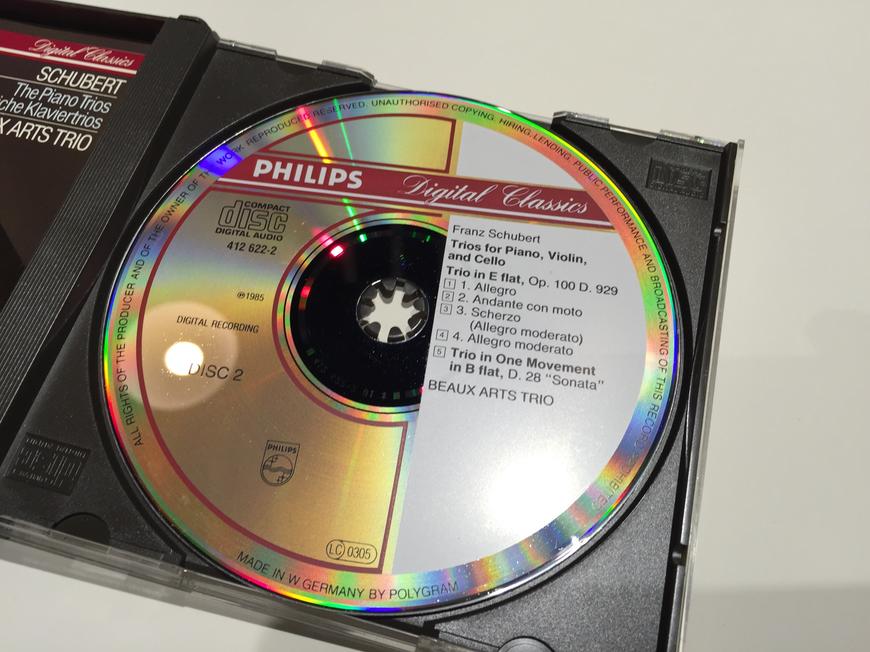 Digital Classics
SCHUBERT
The Piano Trios
iche Klaviertrios
X ARTS TRIO
ALL RIGHTS OF THE PRODUCER AND OF THE OWNER OF THE WORK REPRODUCED RESERVED. UNAUTHORISED COPYING, HIRING, LENDING, PUBLIC PERFORMANCE AND BROADCASTING OF THIS RECORD PROHIBITED
PHILIPS
Digital Classics
COMPACT
disc
DIGITAL AUDIO
412 622-2
℗1985
DIGITAL RECORDING
DISC 2
PHILIPS
LC 0305
Franz Schubert
Trios for Piano, Violin,
and Cello
Trio in E flat, Op. 100 D. 929
1 1. Allegro
2 2. Andante con moto
3 3. Scherzo
(Allegro moderato)
4 4. Allegro moderato
5 Trio in One Movement
in B flat, D. 28 "Sonata"
BEAUX ARTS TRIO
MADE IN W GERMANY BY POLYGRAM